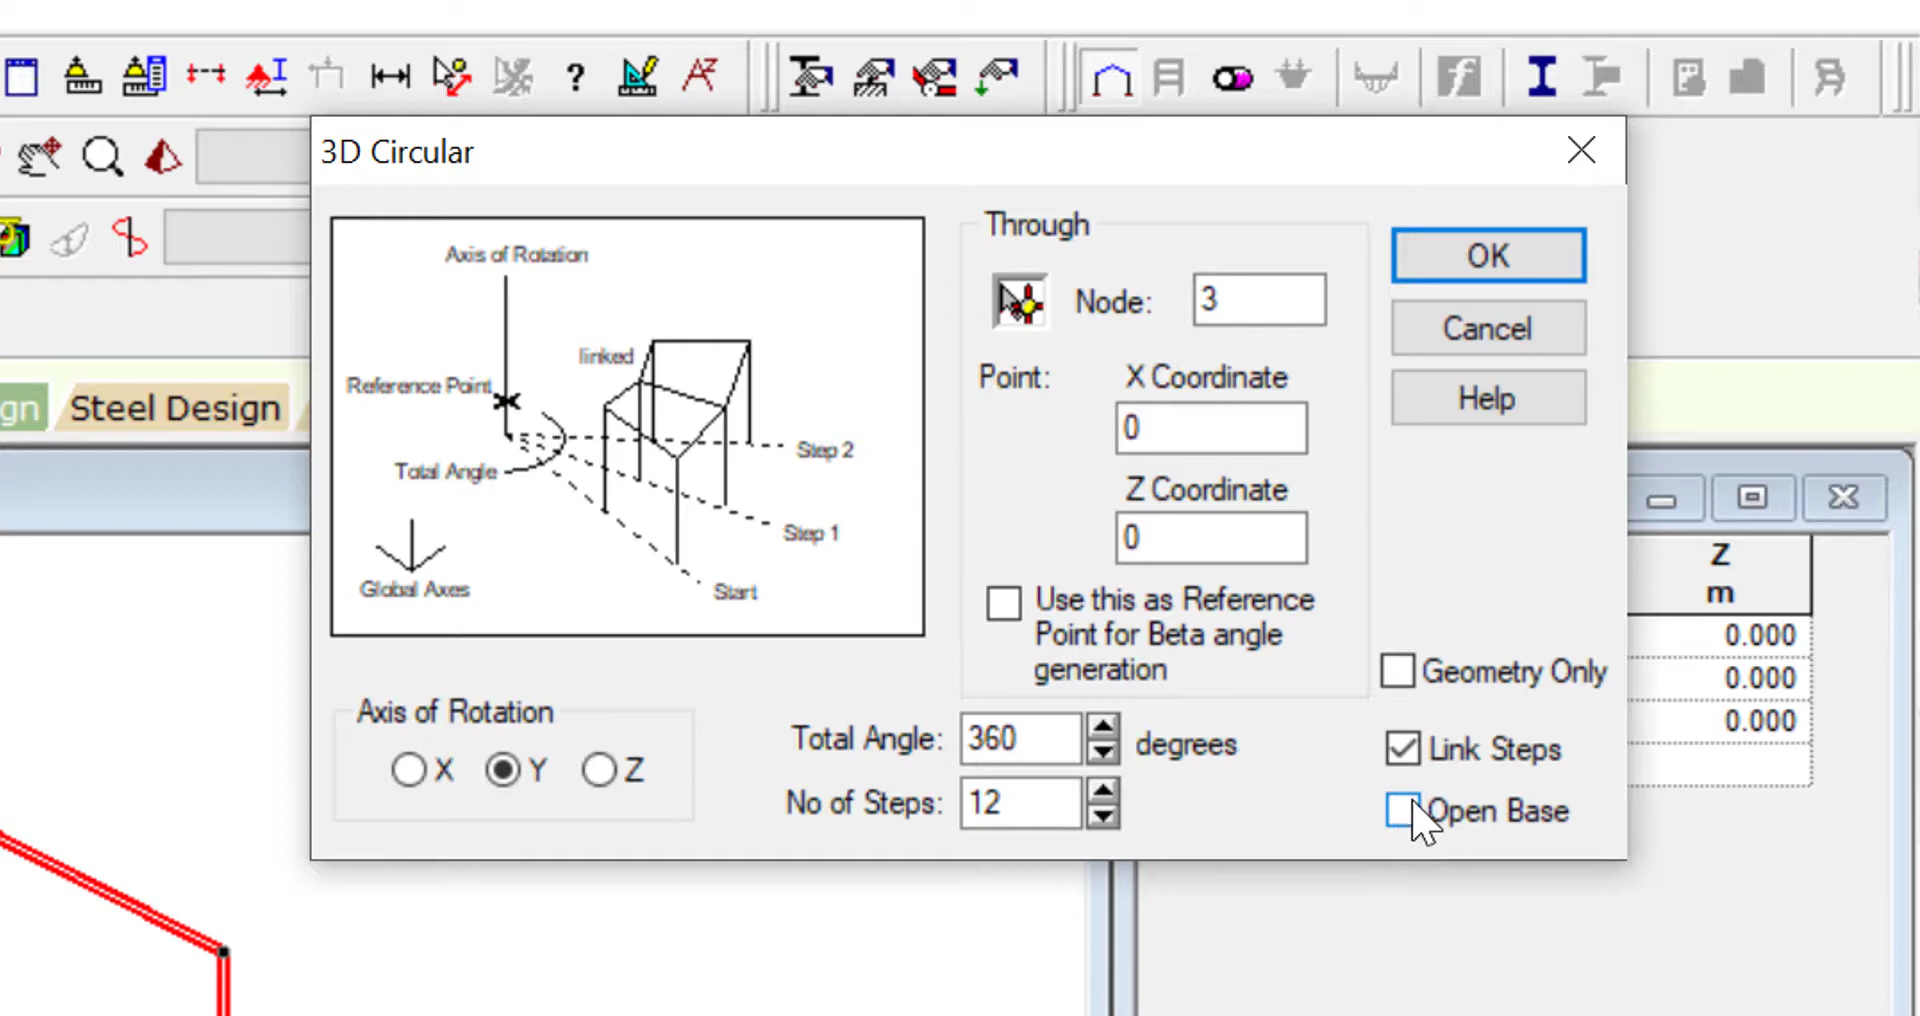 ?
f
3D Circular
Axis of Rotation
linked
Reference Point
Total Angle
Step 2
Step 1
Start
Global Axes
Through
Node: 3
Point:
X Coordinate
0
Z Coordinate
0
Use this as Reference
Point for Beta angle
generation
OK
Cancel
Help
Geometry Only
Link Steps
Open Base
Axis of Rotation
X Y Z
Total Angle: 360 degrees
No of Steps: 12
gn
Steel Design
Z
m
0.000
0.000
0.000